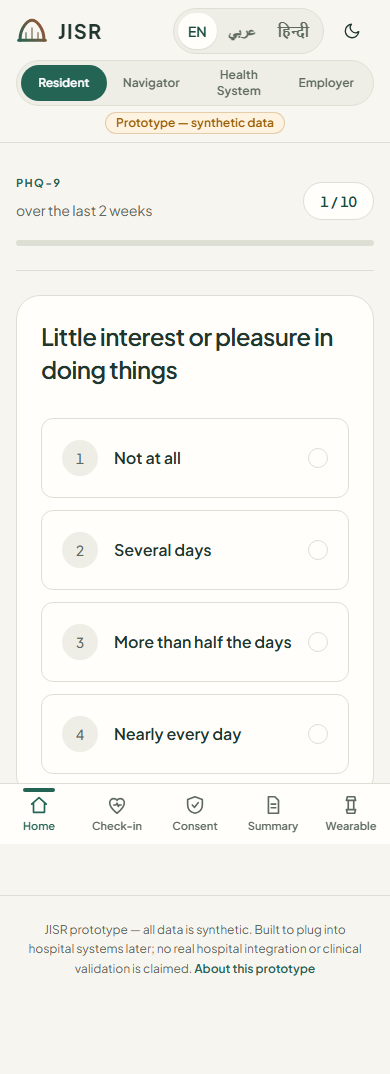 JISR
EN عربي हिन्दी
Resident Navigator Health System Employer
Prototype — synthetic data
PHQ-9
over the last 2 weeks
1 / 10
Little interest or pleasure in
doing things
1 Not at all
2 Several days
3 More than half the days
4 Nearly every day
Home Check-in Consent Summary Wearable
JISR prototype — all data is synthetic. Built to plug into
hospital systems later; no real hospital integration or clinical
validation is claimed. About this prototype